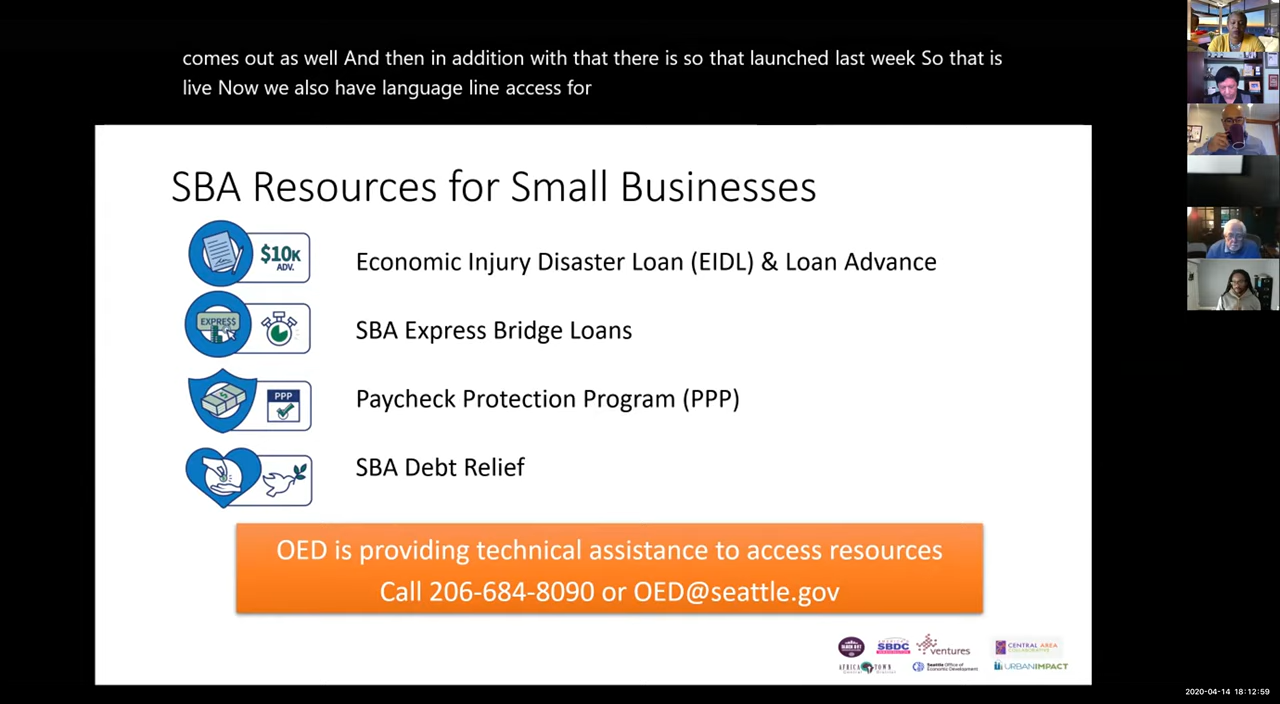 comes out as well And then in addition with that there is so that launched last week So that is
live Now we also have language line access for
SBA Resources for Small Businesses
$10K
ADV.
Economic Injury Disaster Loan (EIDL) & Loan Advance
EXPRE$$
SBA Express Bridge Loans
PPP
Paycheck Protection Program (PPP)
SBA Debt Relief
OED is providing technical assistance to access resources
Call 206-684-8090 or OED@seattle.gov
SBDC
ventures
CENTRAL AREA
COLLABORATIVE
AFRICATOWN
Seattle Office of
Economic Development
URBANIMPACT
2020-04-14 18:12:59